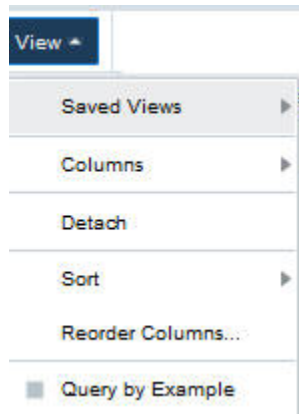 View
Saved Views
Columns
Detach
Sort
Reorder Columns...
Query by Example